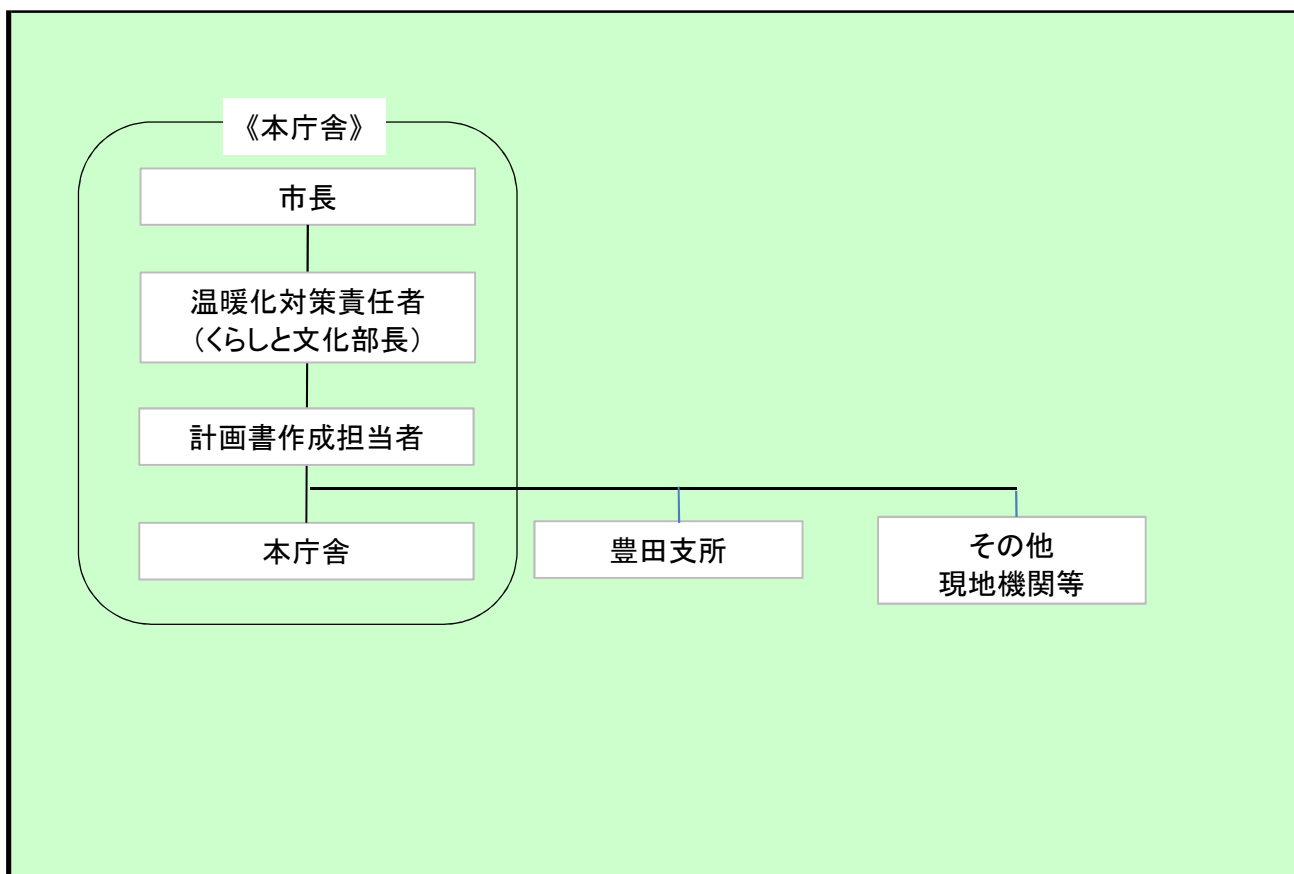 《本庁舎》
市長
温暖化対策責任者
（くらしと文化部長）
計画書作成担当者
本庁舎
豊田支所
その他
現地機関等